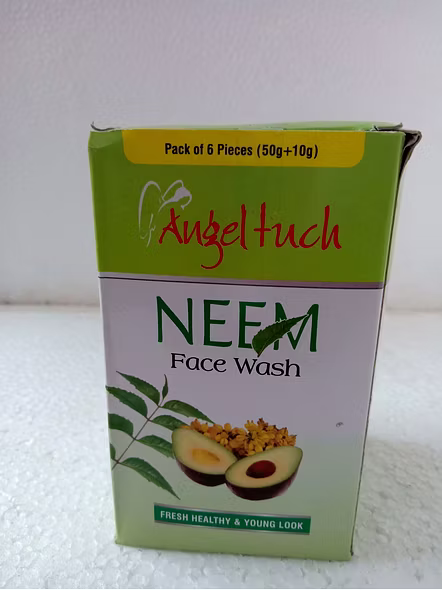 Pack of 6 Pieces (50g+10g)
Angel tuch
NEEM
Face Wash
FRESH HEALTHY & YOUNG LOOK